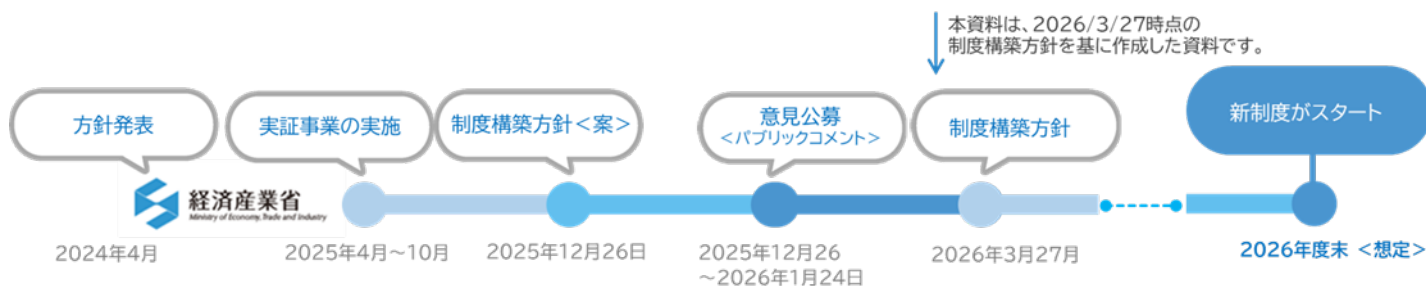 本資料は、2026/3/27時点の
制度構築方針を基に作成した資料です。
方針発表
実証事業の実施
制度構築方針<案>
意見公募
<パブリックコメント>
制度構築方針
新制度がスタート
経済産業省
Ministry of Economy, Trade and Industry
2024年4月
2025年4月~10月
2025年12月26日
2025年12月26
~2026年1月24日
2026年3月27日
2026年度末 <想定>